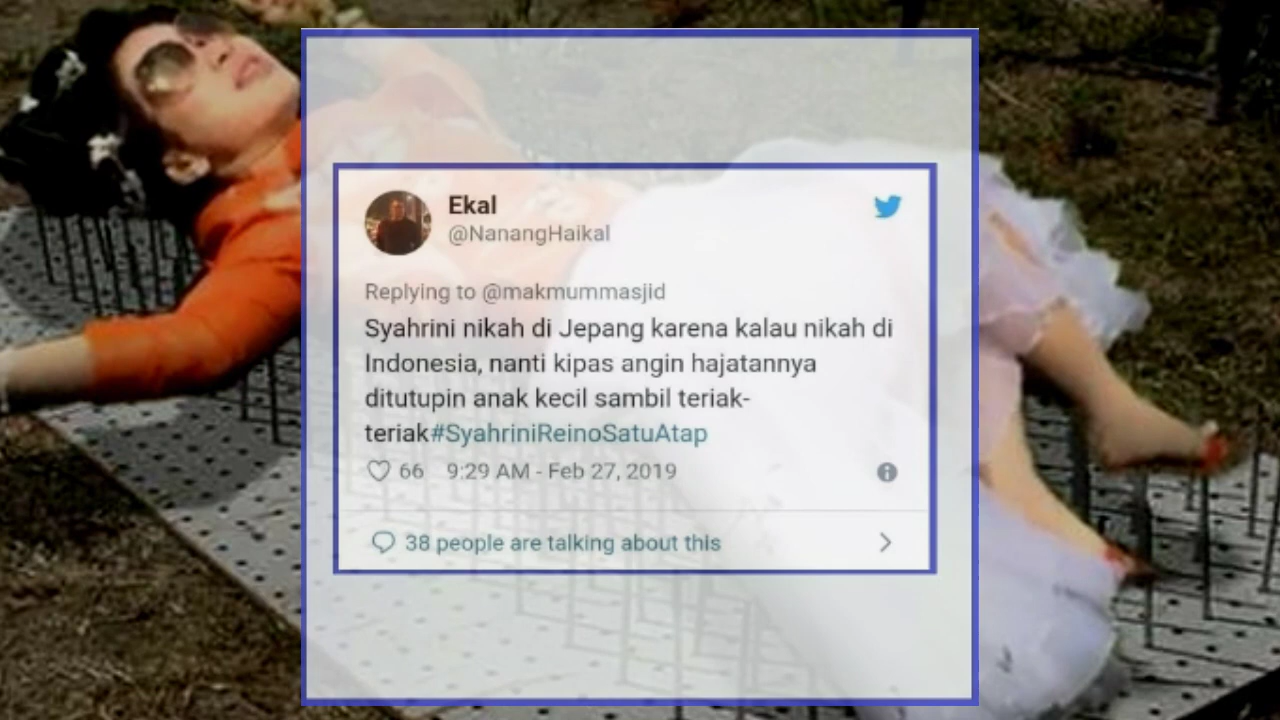 Ekal
@NanangHaikal
Replying to @makmummasjid
Syahrini nikah di Jepang karena kalau nikah di
Indonesia, nanti kipas angin hajatannya
ditutupin anak kecil sambil teriak-
teriak#SyahriniReinoSatuAtap
66 9:29 AM - Feb 27, 2019
38 people are talking about this